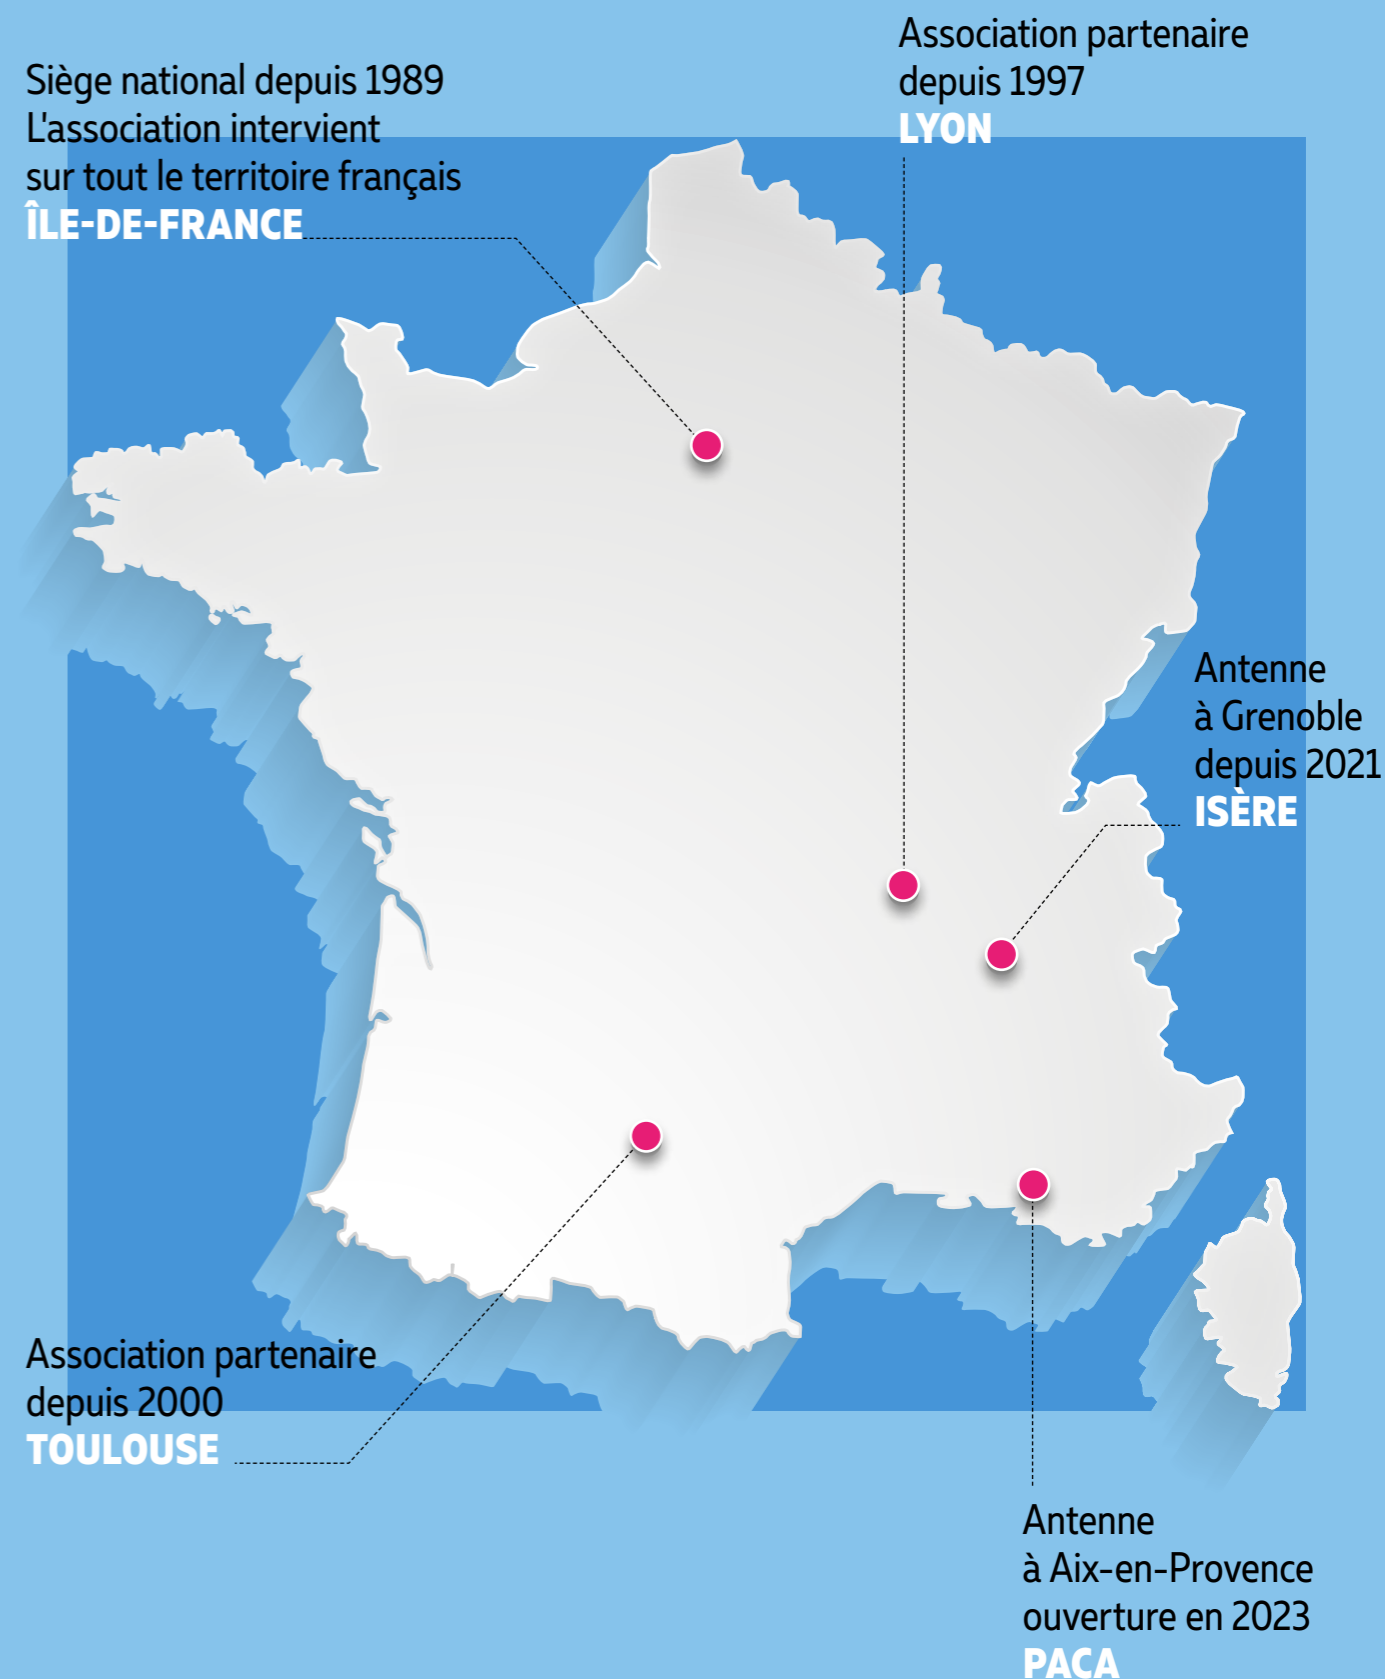 Siège national depuis 1989
L'association intervient
sur tout le territoire français
ÎLE-DE-FRANCE
Association partenaire
depuis 1997
LYON
Antenne
à Grenoble
depuis 2021
ISÈRE
Association partenaire
depuis 2000
TOULOUSE
Antenne
à Aix-en-Provence
ouverture en 2023
PACA